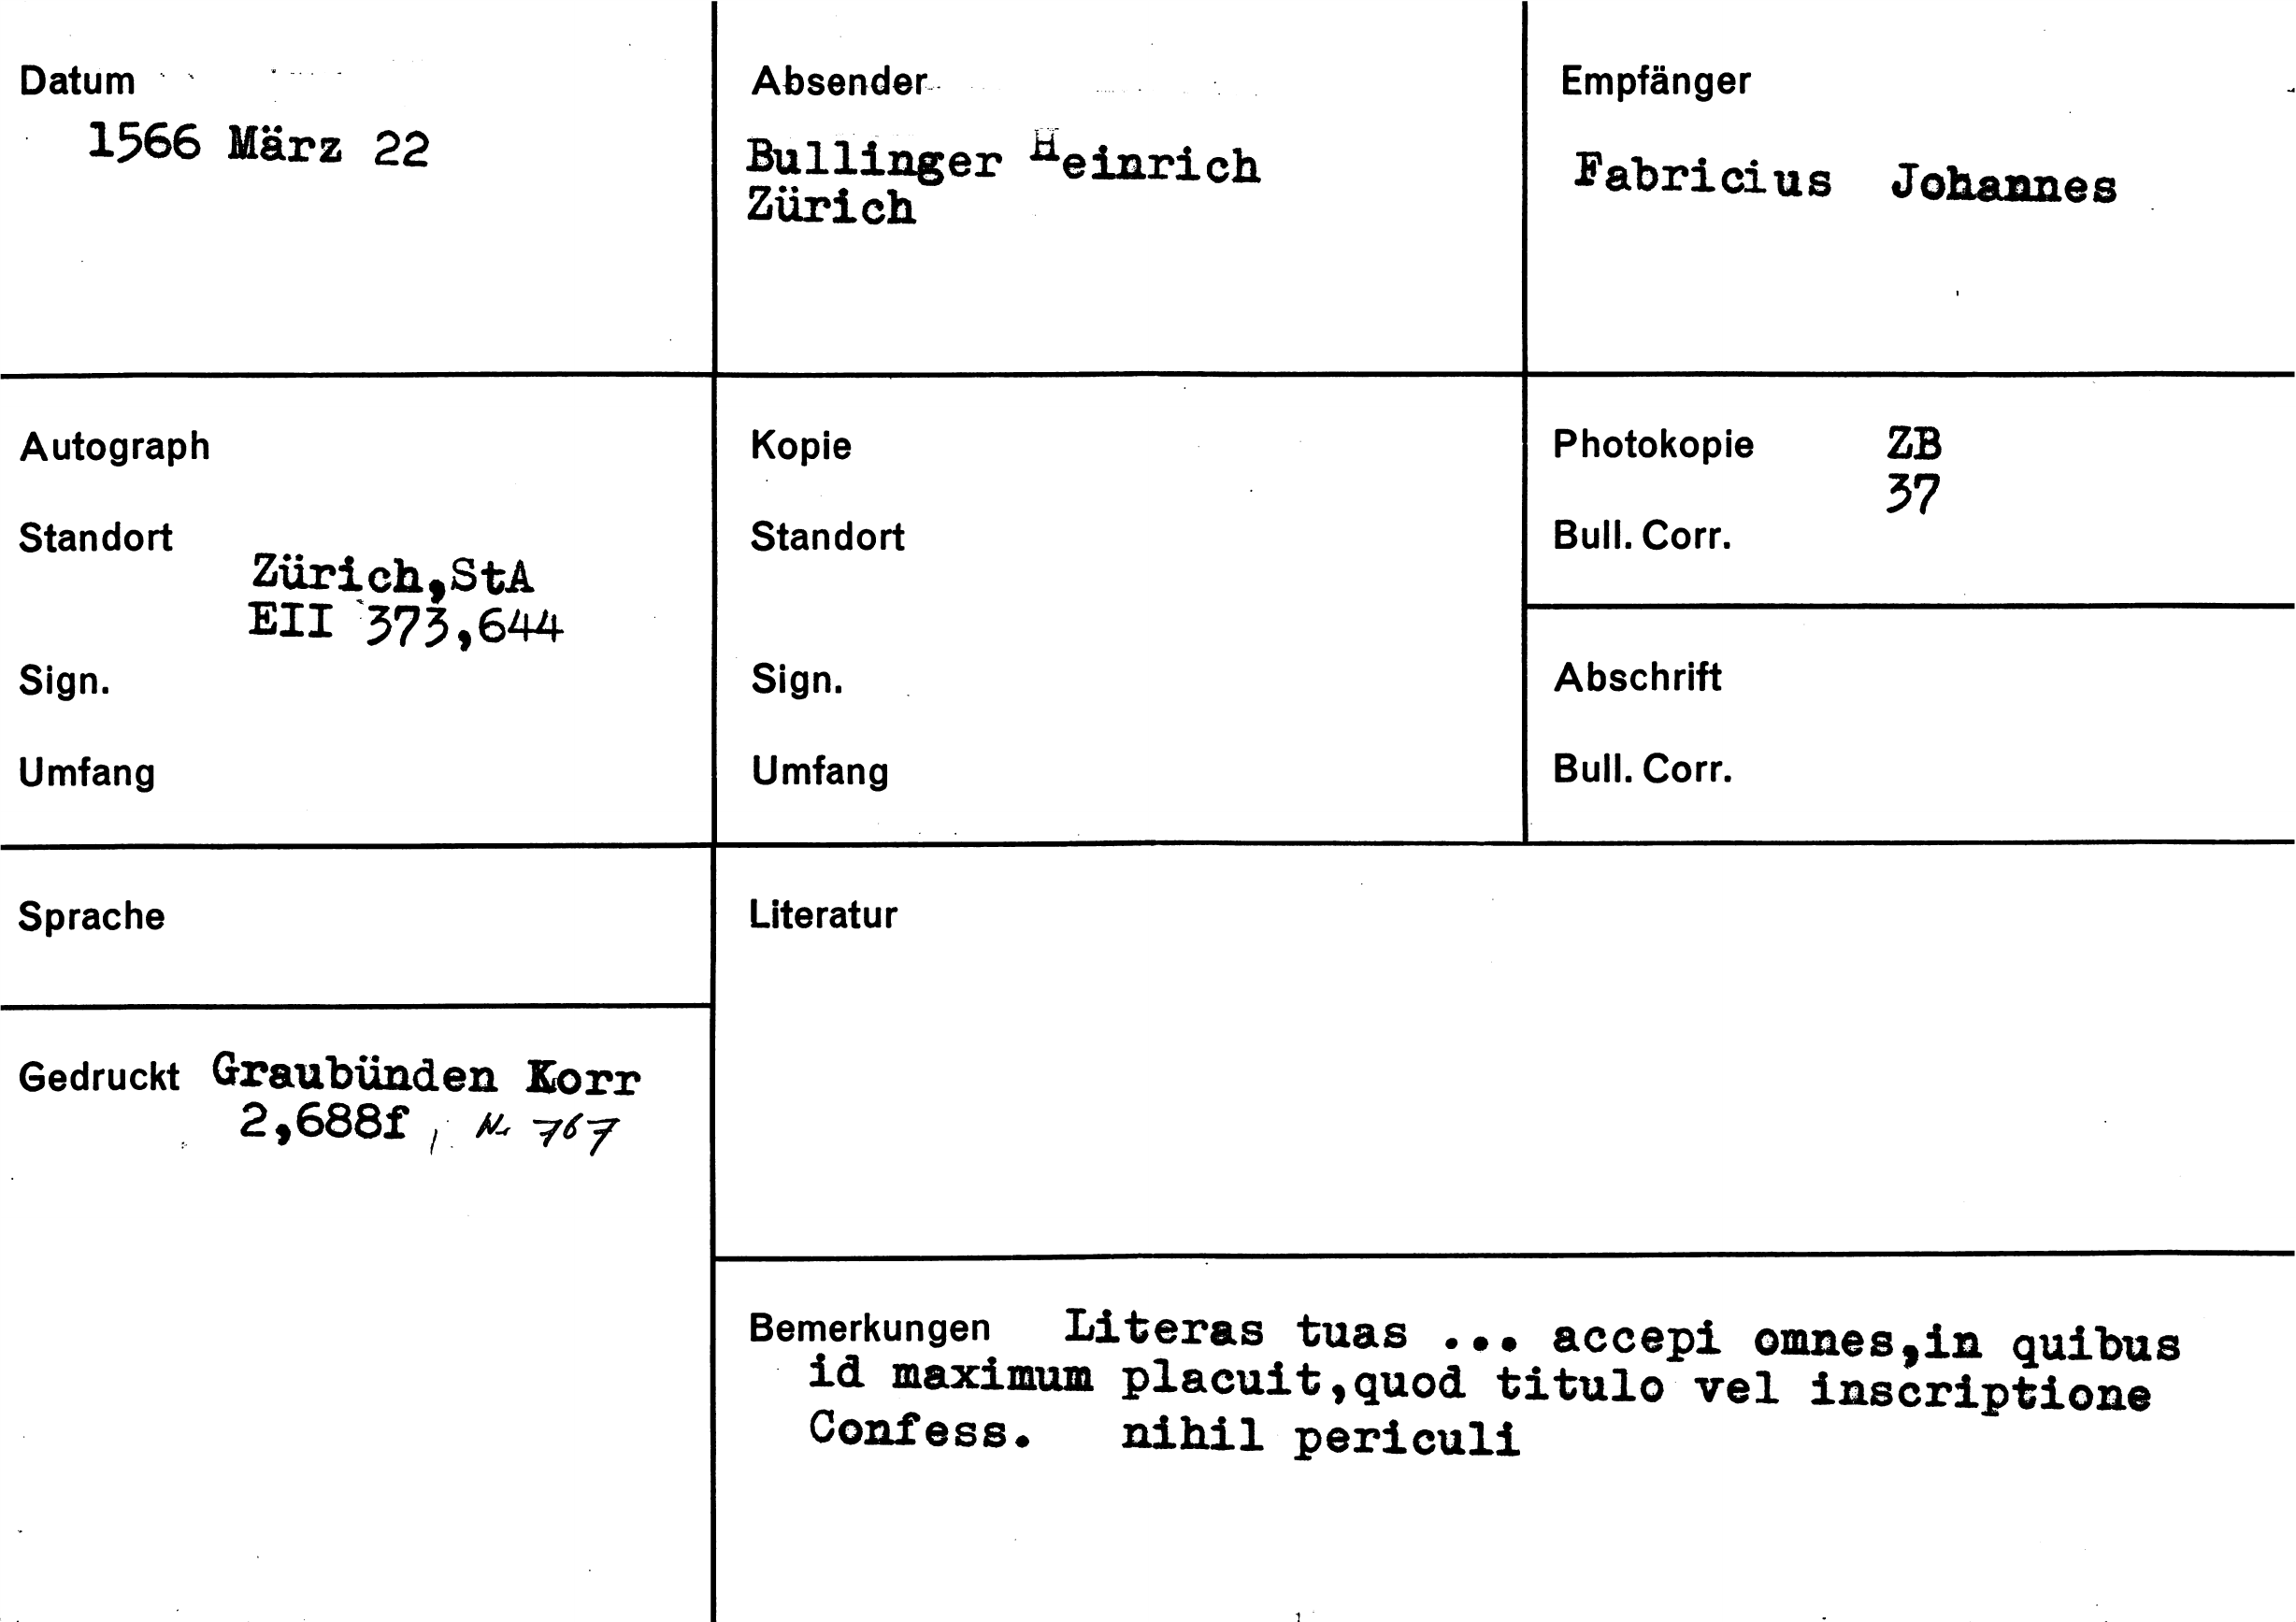 Datum
1566 März 22
Absender
Bullinger Heinrich
Zürich
Empfänger
Fabricius Johannes
Autograph
Standort
Zürich,StA
EII 373,644
Sign.
Umfang
Kopie
Standort
Sign.
Umfang
Photokopie ZB
37
Bull. Corr.
Abschrift
Bull. Corr.
Sprache
Gedruckt Graubünden Korr
2,688f, Nr 767
Literatur
Bemerkungen Literas tuas ... accepi omnes,in quibus
id maximum placuit,quod titulo vel inscriptione
Confess. nihil periculi